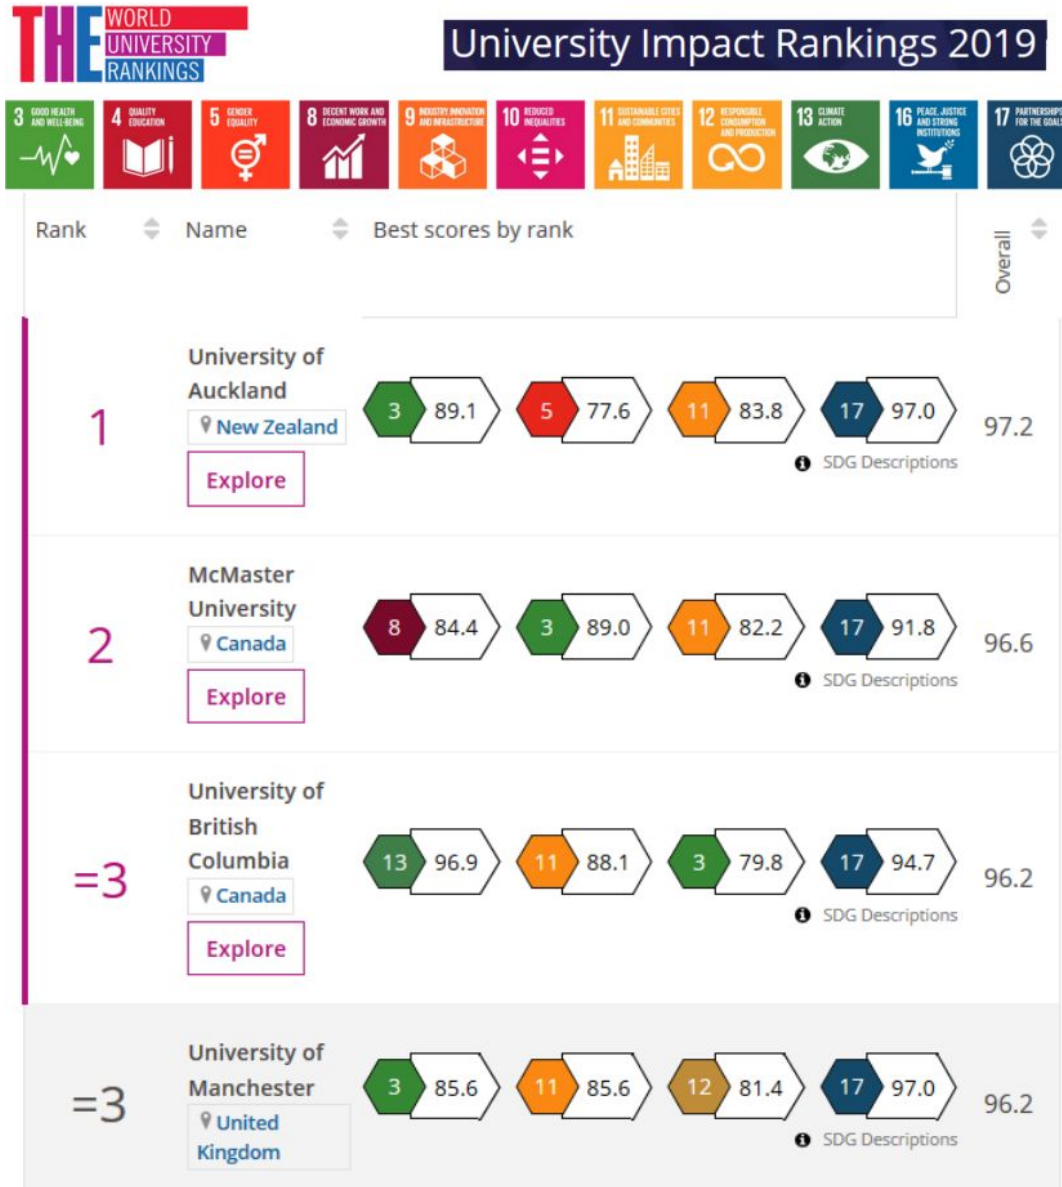 THE WORLD
UNIVERSITY
RANKINGS
University Impact Rankings 2019
3 GOOD HEALTH
AND WELL-BEING
4 QUALITY
EDUCATION
5 GENDER
EQUALITY
8 DECENT WORK AND
ECONOMIC GROWTH
9 INDUSTRY, INNOVATION
AND INFRASTRUCTURE
10 REDUCED
INEQUALITIES
11 SUSTAINABLE CITIES
AND COMMUNITIES
12 RESPONSIBLE
CONSUMPTION
AND PRODUCTION
13 CLIMATE
ACTION
16 PEACE, JUSTICE
AND STRONG
INSTITUTIONS
17 PARTNERSHIPS
FOR THE GOALS
Rank Name Best scores by rank Overall
1
University of
Auckland
New Zealand
Explore
3 89.1 5 77.6 11 83.8 17 97.0
SDG Descriptions
97.2
2
McMaster
University
Canada
Explore
8 84.4 3 89.0 11 82.2 17 91.8
SDG Descriptions
96.6
=3
University of
British
Columbia
Canada
Explore
13 96.9 11 88.1 3 79.8 17 94.7
SDG Descriptions
96.2
=3
University of
Manchester
United
Kingdom
3 85.6 11 85.6 12 81.4 17 97.0
SDG Descriptions
96.2